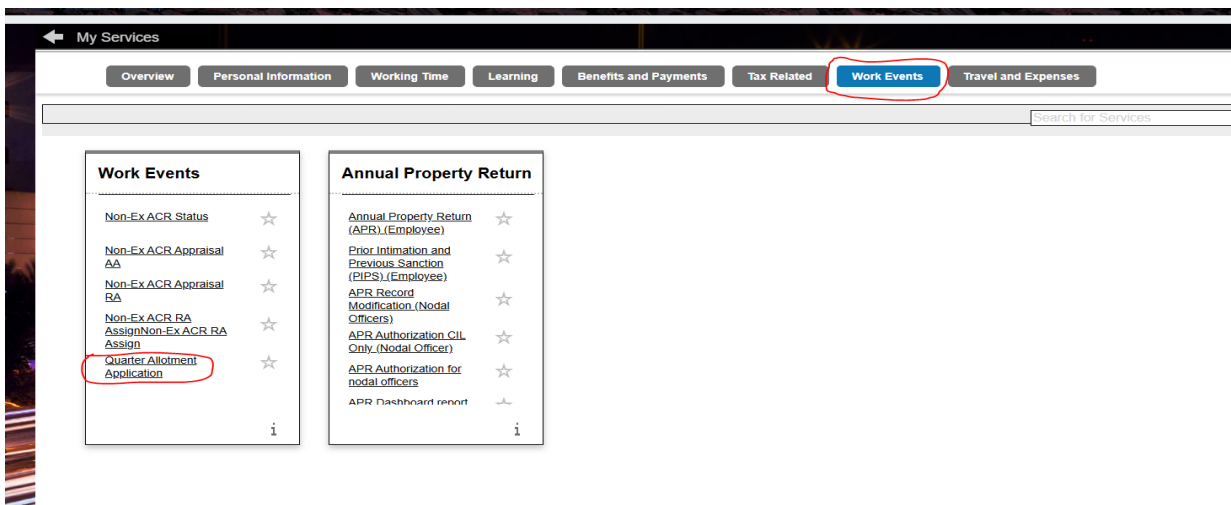 My Services
Overview Personal Information Working Time Learning Benefits and Payments Tax Related Work Events Travel and Expenses
Search for Services
Work Events
Non-Ex ACR Status
Non-Ex ACR Appraisal
AA
Non-Ex ACR Appraisal
RA
Non-Ex ACR RA
AssignNon-Ex ACR RA
Assign
Quarter Allotment
Application
i
Annual Property Return
Annual Property Return
(APR) (Employee)
Prior Intimation and
Previous Sanction
(PIPS) (Employee)
APR Record
Modification (Nodal
Officers)
APR Authorization CIL
Only (Nodal Officer)
APR Authorization for
nodal officers
APR Dashboard report
i